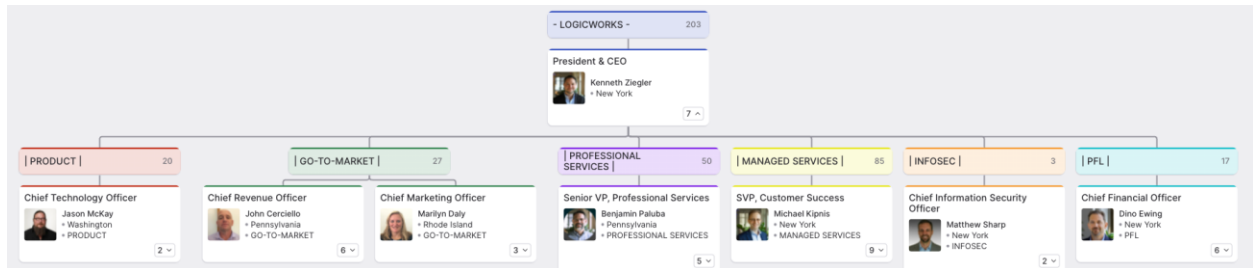 - LOGICWORKS - 203
President & CEO
Kenneth Ziegler
New York
7
| PRODUCT | 20
| GO-TO-MARKET | 27
| PROFESSIONAL
SERVICES | 50
| MANAGED SERVICES | 85
| INFOSEC | 3
| PFL | 17
Chief Technology Officer
Jason McKay
Washington
PRODUCT
2
Chief Revenue Officer
John Cerciello
Pennsylvania
GO-TO-MARKET
6
Chief Marketing Officer
Marilyn Daly
Rhode Island
GO-TO-MARKET
3
Senior VP, Professional Services
Benjamin Paluba
Pennsylvania
PROFESSIONAL SERVICES
5
SVP, Customer Success
Michael Kipnis
New York
MANAGED SERVICES
9
Chief Information Security
Officer
Matthew Sharp
New York
INFOSEC
2
Chief Financial Officer
Dino Ewing
New York
PFL
6